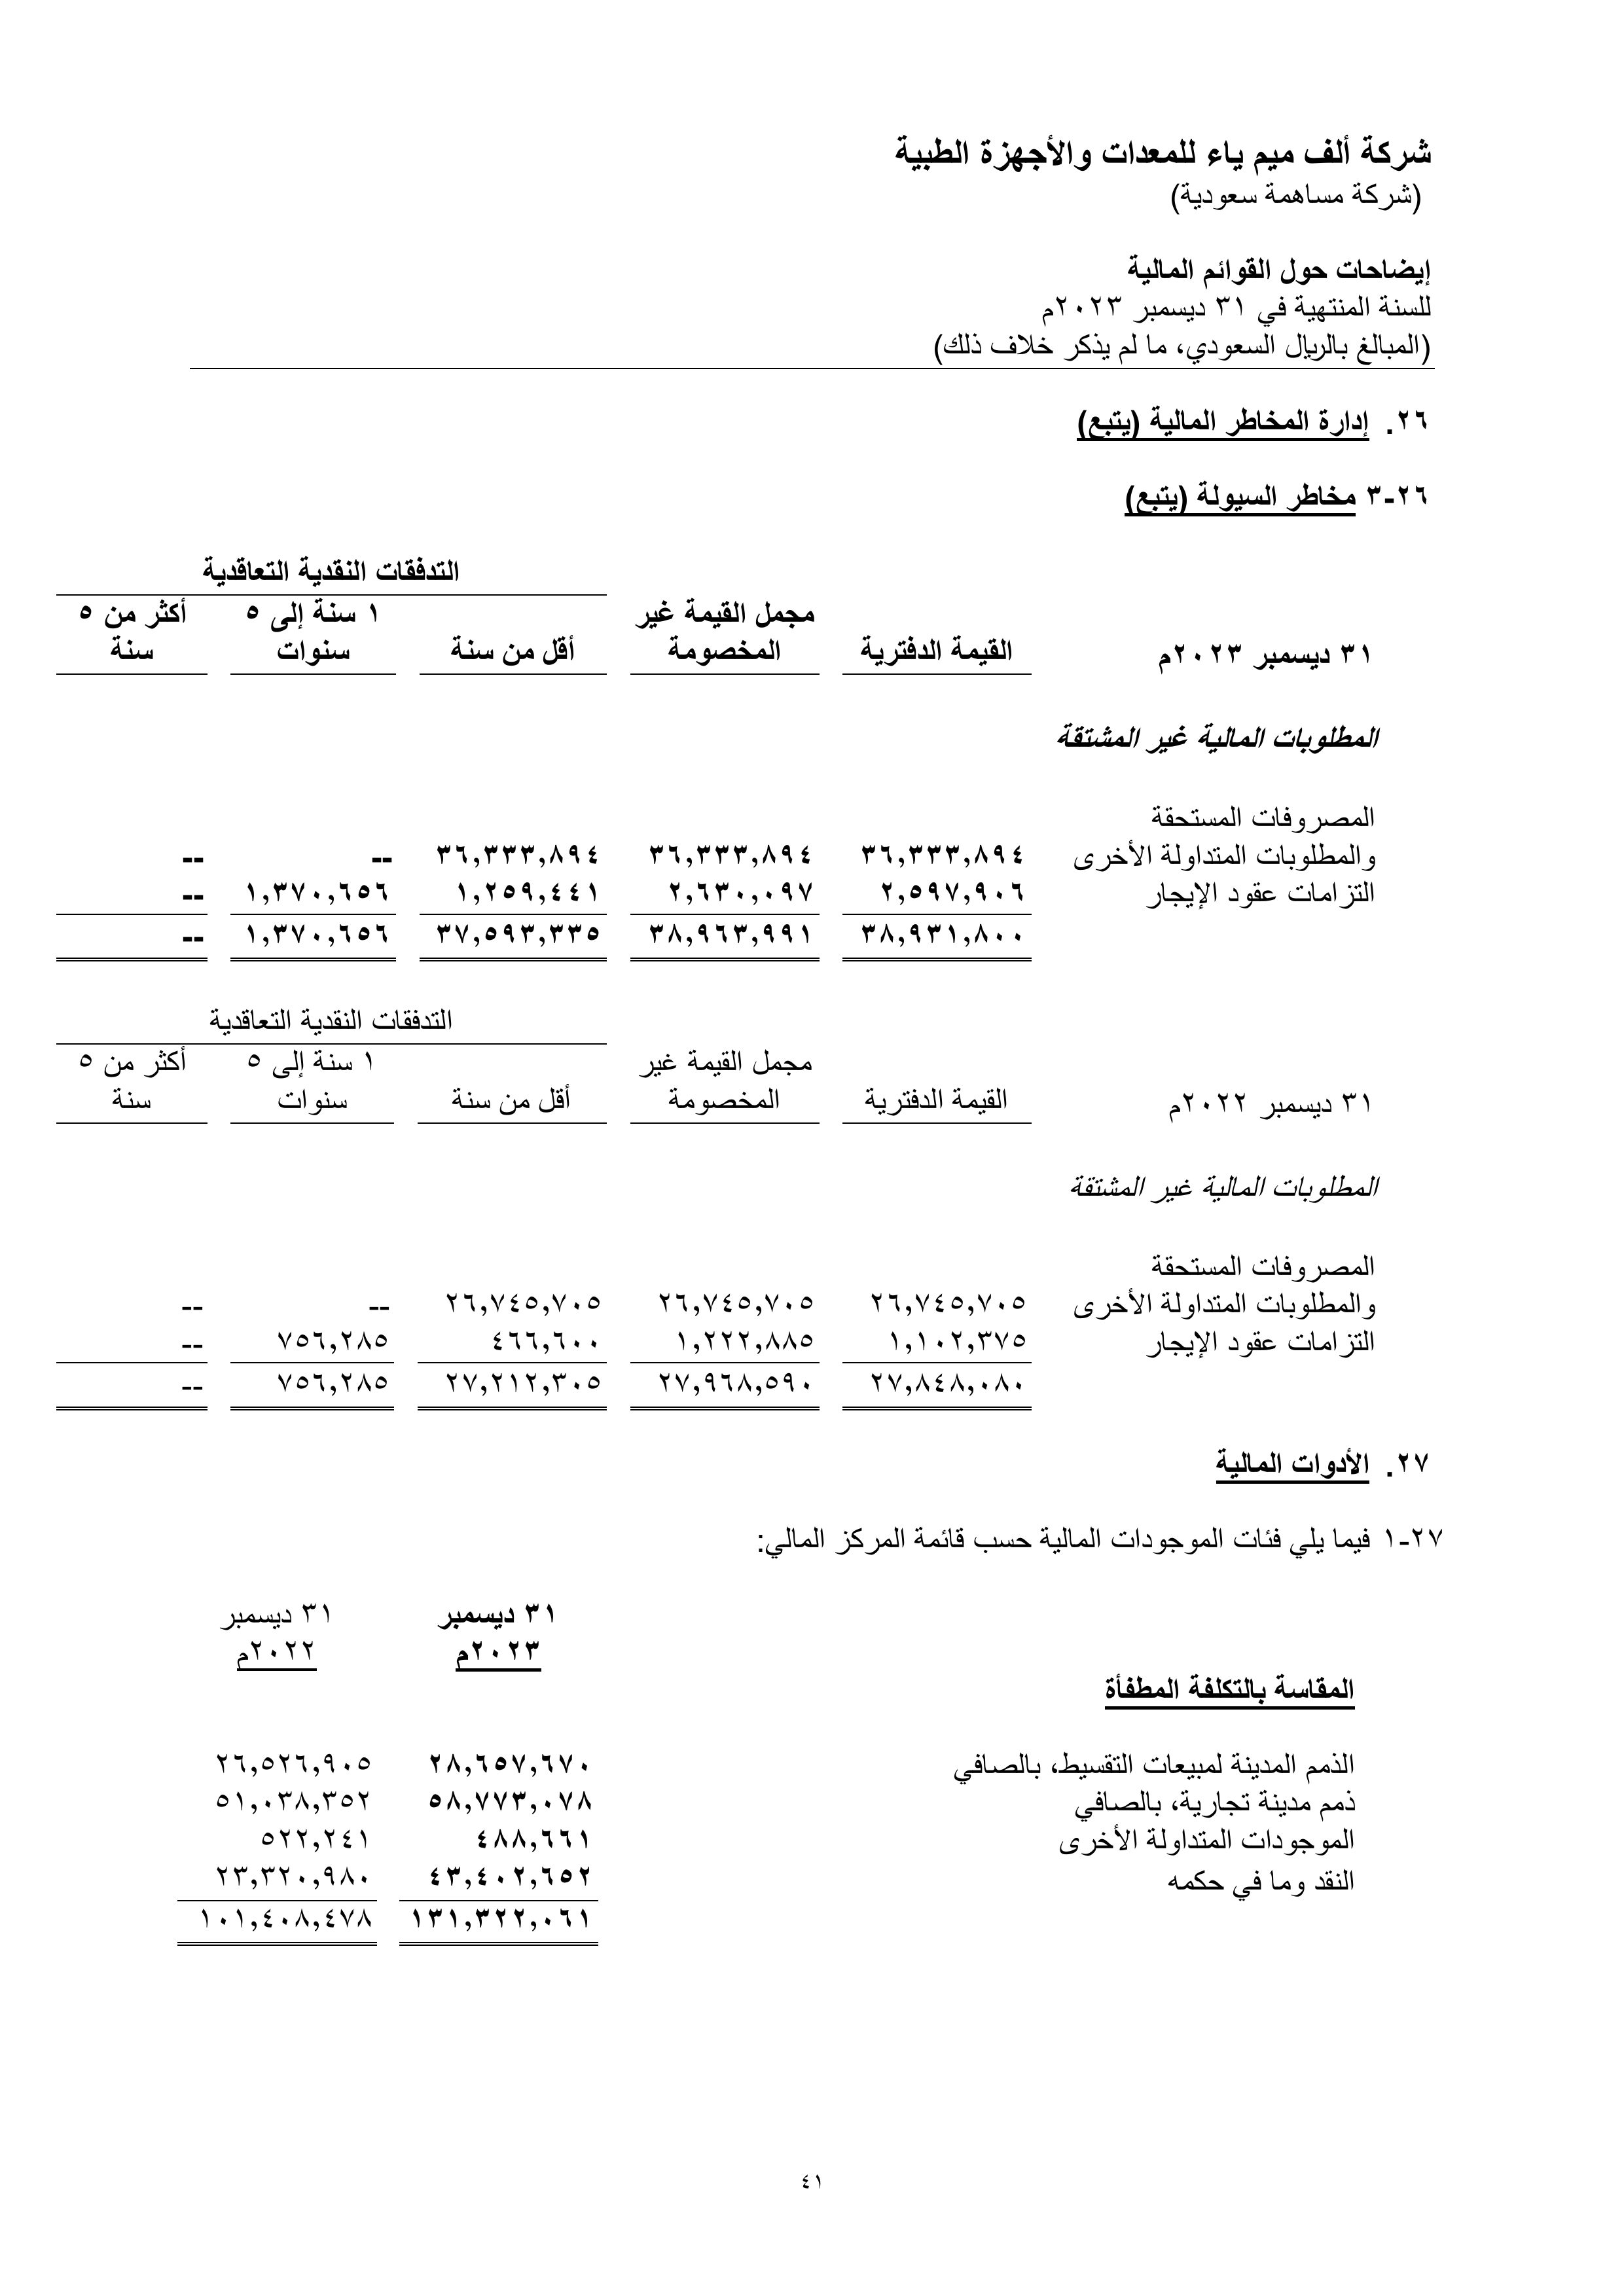 شركة ألف ميم ياء للمعدات والأجهزة الطبية
(شركة مساهمة سعودية)
إيضاحات حول القوائم المالية
للسنة المنتهية في ٣١ ديسمبر ٢٠٢٣م
(المبالغ بالريال السعودي، ما لم يذكر خلاف ذلك)
٢٦. إدارة المخاطر المالية (يتبع)
٢٦-٣ مخاطر السيولة (يتبع)
التدفقات النقدية التعاقدية
مجمل القيمة غير ١ سنة إلى ٥ أكثر من ٥
٣١ ديسمبر ٢٠٢٣م القيمة الدفترية المخصومة أقل من سنة سنوات سنة
المطلوبات المالية غير المشتقة
المصروفات المستحقة
والمطلوبات المتداولة الأخرى ٣٦,٣٣٣,٨٩٤ ٣٦,٣٣٣,٨٩٤ ٣٦,٣٣٣,٨٩٤ -- --
التزامات عقود الإيجار ٢,٥٩٧,٩٠٦ ٢,٦٣٠,٠٩٧ ١,٢٥٩,٤٤١ ١,٣٧٠,٦٥٦ --
٣٨,٩٣١,٨٠٠ ٣٨,٩٦٣,٩٩١ ٣٧,٥٩٣,٣٣٥ ١,٣٧٠,٦٥٦ --
التدفقات النقدية التعاقدية
مجمل القيمة غير ١ سنة إلى ٥ أكثر من ٥
٣١ ديسمبر ٢٠٢٢م القيمة الدفترية المخصومة أقل من سنة سنوات سنة
المطلوبات المالية غير المشتقة
المصروفات المستحقة
والمطلوبات المتداولة الأخرى ٢٦,٧٤٥,٧٠٥ ٢٦,٧٤٥,٧٠٥ ٢٦,٧٤٥,٧٠٥ -- --
التزامات عقود الإيجار ١,١٠٢,٣٧٥ ١,٢٢٢,٨٨٥ ٤٦٦,٦٠٠ ٧٥٦,٢٨٥ --
٢٧,٨٤٨,٠٨٠ ٢٧,٩٦٨,٥٩٠ ٢٧,٢١٢,٣٠٥ ٧٥٦,٢٨٥ --
٢٧. الأدوات المالية
٢٧-١ فيما يلي فئات الموجودات المالية حسب قائمة المركز المالي:
٣١ ديسمبر ٣١ ديسمبر
٢٠٢٣م ٢٠٢٢م
المقاسة بالتكلفة المطفأة
الذمم المدينة لمبيعات التقسيط، بالصافي ٢٨,٦٥٧,٦٧٠ ٢٦,٥٢٦,٩٠٥
ذمم مدينة تجارية، بالصافي ٥٨,٧٧٣,٠٧٨ ٥١,٠٣٨,٣٥٢
الموجودات المتداولة الأخرى ٤٨٨,٦٦١ ٥٢٢,٢٤١
النقد وما في حكمه ٤٣,٤٠٢,٦٥٢ ٢٣,٣٢٠,٩٨٠
١٣١,٣٢٢,٠٦١ ١٠١,٤٠٨,٤٧٨
٤١